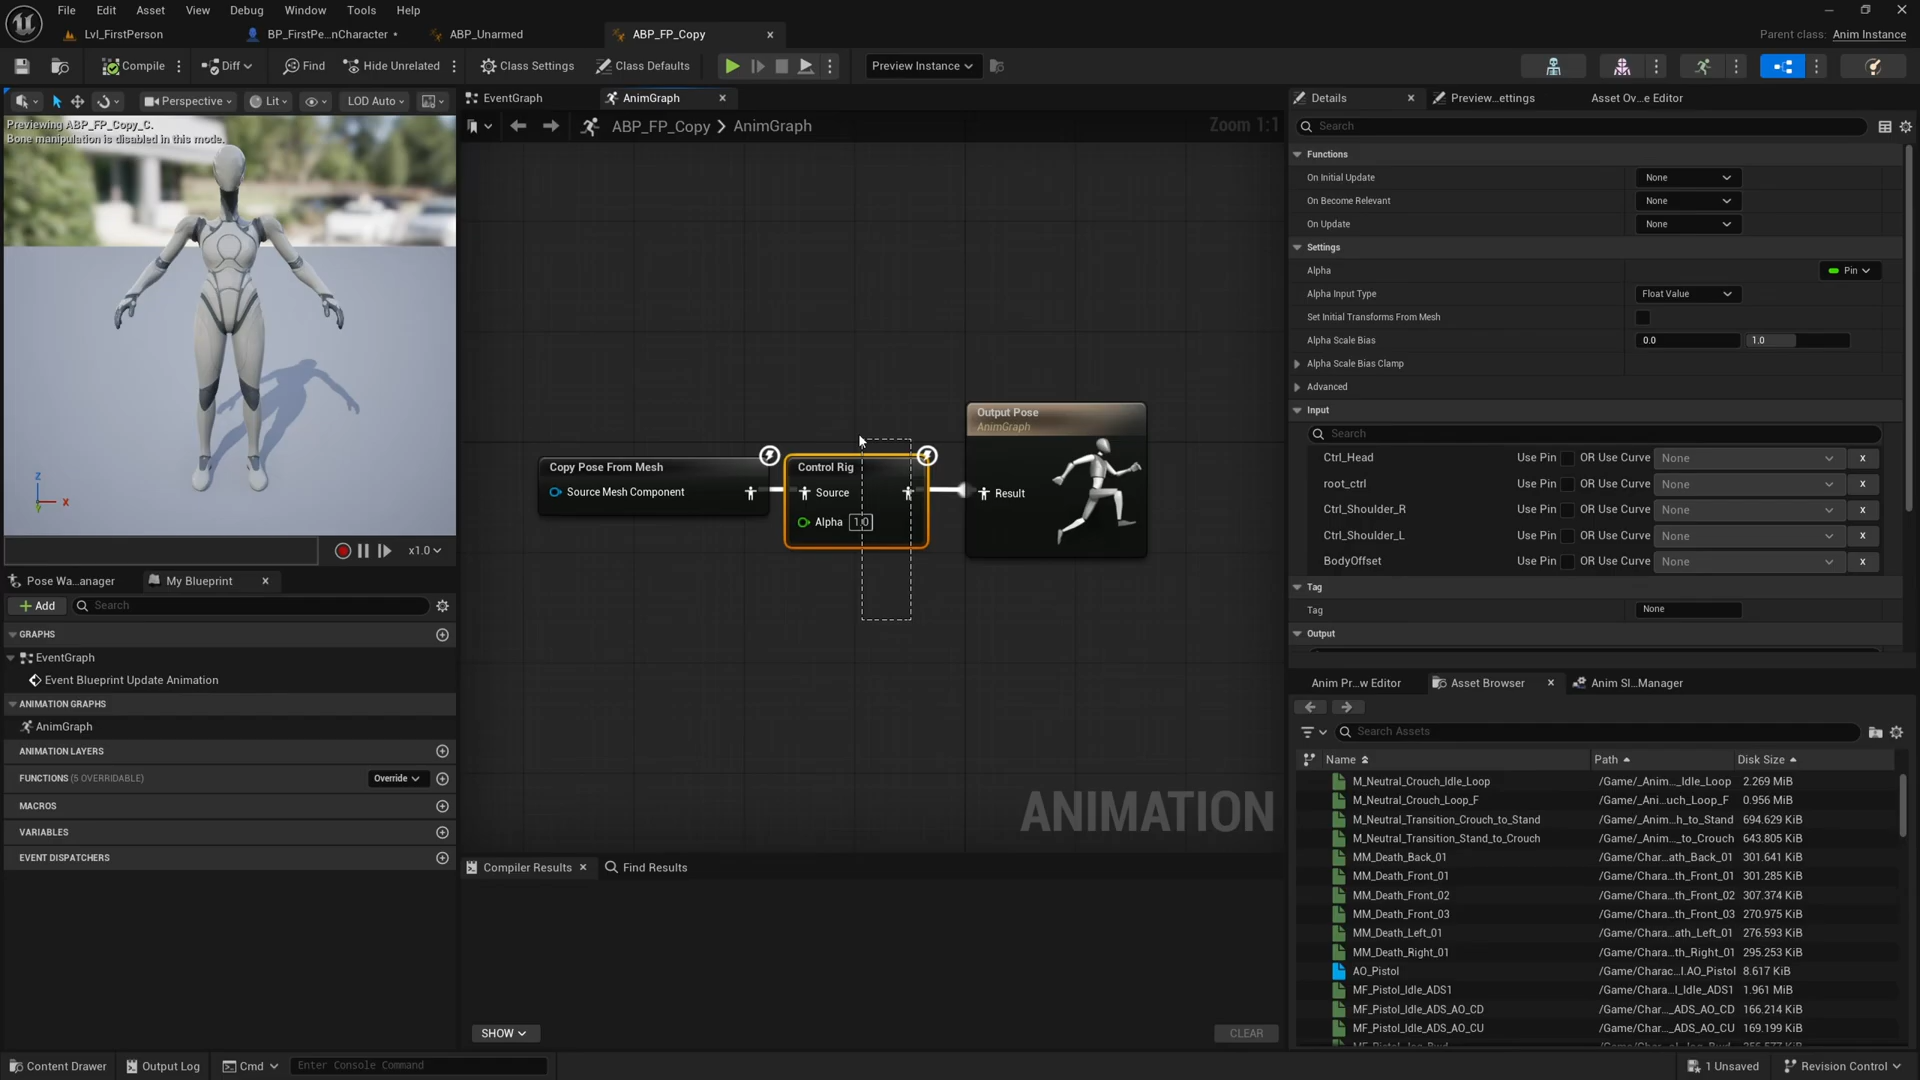 File Edit Asset View Debug Window Tools Help
Lvl_FirstPerson
BP_FirstPe...nCharacter •
ABP_Unarmed
ABP_FP_Copy
Parent class: Anim Instance
Compile
Diff
Find
Hide Unrelated
Class Settings
Class Defaults
Preview Instance
Perspective
Lit
LOD Auto
Previewing ABP_FP_Copy_C.
Bone manipulation is disabled in this mode.
Z
X
Y
x1.0
EventGraph
AnimGraph
ABP_FP_Copy > AnimGraph
Zoom 1:1
Copy Pose From Mesh
Source Mesh Component
Control Rig
Source
Alpha 1.0
Output Pose
AnimGraph
Result
ANIMATION
Pose Wa...anager
My Blueprint
+ Add
Search
GRAPHS
EventGraph
Event Blueprint Update Animation
ANIMATION GRAPHS
AnimGraph
ANIMATION LAYERS
FUNCTIONS (5 OVERRIDABLE)
Override
MACROS
VARIABLES
EVENT DISPATCHERS
Compiler Results
Find Results
SHOW
CLEAR
Details
Preview...ettings
Asset Ov...e Editor
Search
Functions
On Initial Update None
On Become Relevant None
On Update None
Settings
Alpha Pin
Alpha Input Type Float Value
Set Initial Transforms From Mesh
Alpha Scale Bias 0.0 1.0
Alpha Scale Bias Clamp
Advanced
Input
Search
Ctrl_Head Use Pin OR Use Curve None x
root_ctrl Use Pin OR Use Curve None x
Ctrl_Shoulder_R Use Pin OR Use Curve None x
Ctrl_Shoulder_L Use Pin OR Use Curve None x
BodyOffset Use Pin OR Use Curve None x
Tag
Tag None
Output
Anim Pr...w Editor
Asset Browser
Anim Sl...Manager
Search Assets
Name Path Disk Size
M_Neutral_Crouch_Idle_Loop /Game/_Anim..._Idle_Loop 2.269 MiB
M_Neutral_Crouch_Loop_F /Game/_Ani...uch_Loop_F 0.956 MiB
M_Neutral_Transition_Crouch_to_Stand /Game/_Anim...h_to_Stand 694.629 KiB
M_Neutral_Transition_Stand_to_Crouch /Game/_Anim..._to_Crouch 643.805 KiB
MM_Death_Back_01 /Game/Char...ath_Back_01 301.641 KiB
MM_Death_Front_01 /Game/Chara...th_Front_01 301.285 KiB
MM_Death_Front_02 /Game/Chara...th_Front_02 307.374 KiB
MM_Death_Front_03 /Game/Chara...th_Front_03 270.975 KiB
MM_Death_Left_01 /Game/Chara...ath_Left_01 276.593 KiB
MM_Death_Right_01 /Game/Chara...th_Right_01 295.253 KiB
AO_Pistol /Game/Charac...l.AO_Pistol 8.617 KiB
MF_Pistol_Idle_ADS1 /Game/Chara...l_Idle_ADS1 1.961 MiB
MF_Pistol_Idle_ADS_AO_CD /Game/Chara..._ADS_AO_CD 166.214 KiB
MF_Pistol_Idle_ADS_AO_CU /Game/Chara..._ADS_AO_CU 169.199 KiB
Content Drawer
Output Log
Cmd
Enter Console Command
1 Unsaved
Revision Control